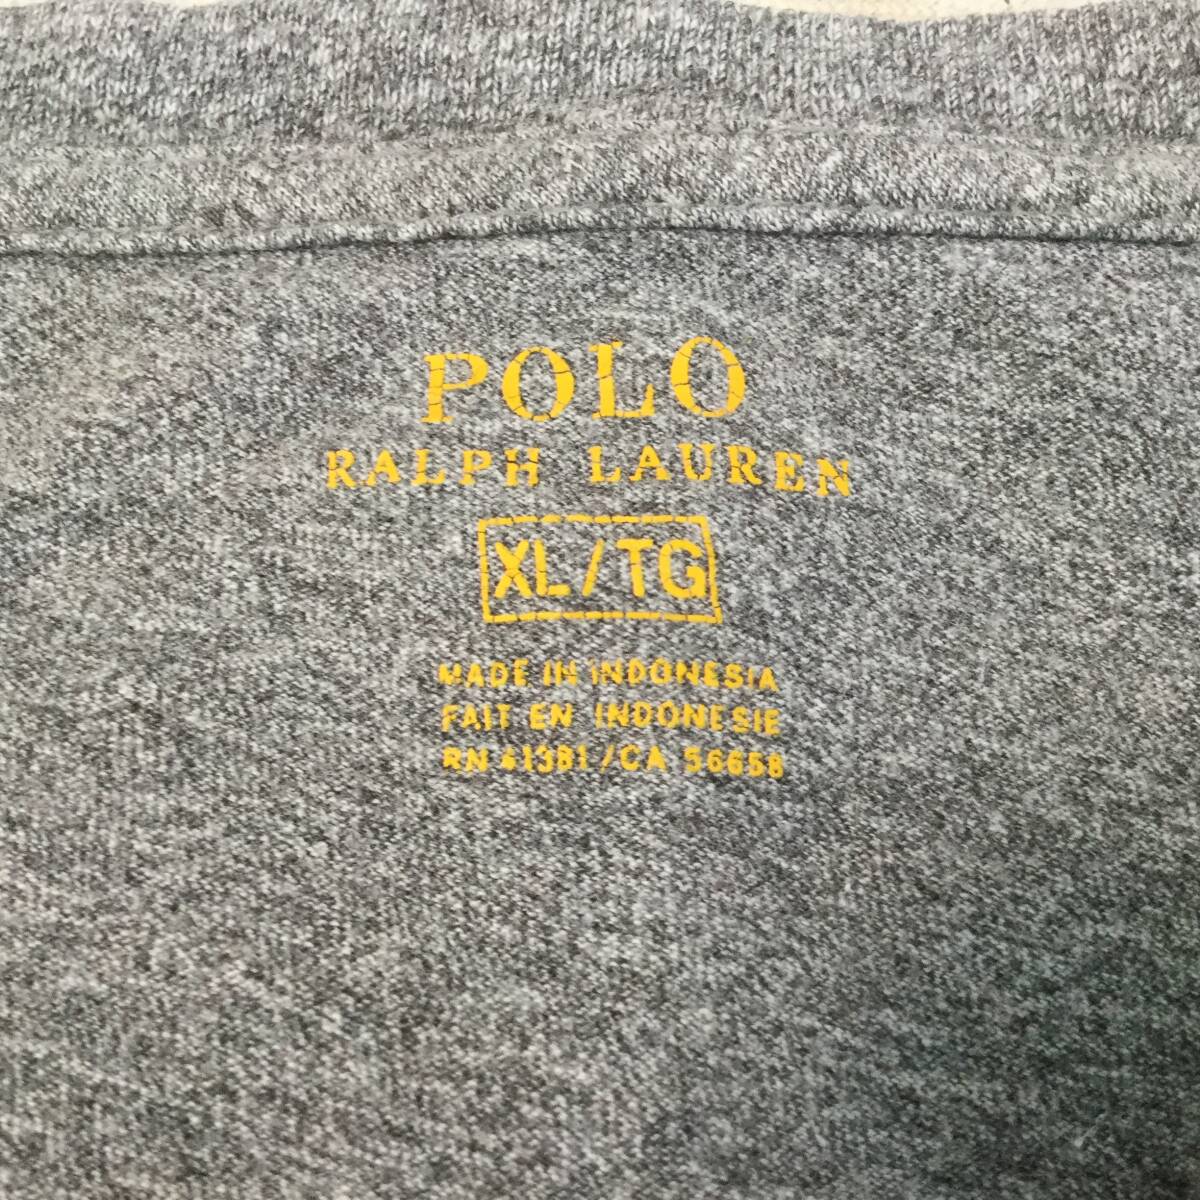 POLO
RALPH LAUREN
XL/TG
MADE IN INDONESIA
FAIT EN INDONESIE
RN 41381/CA 56658